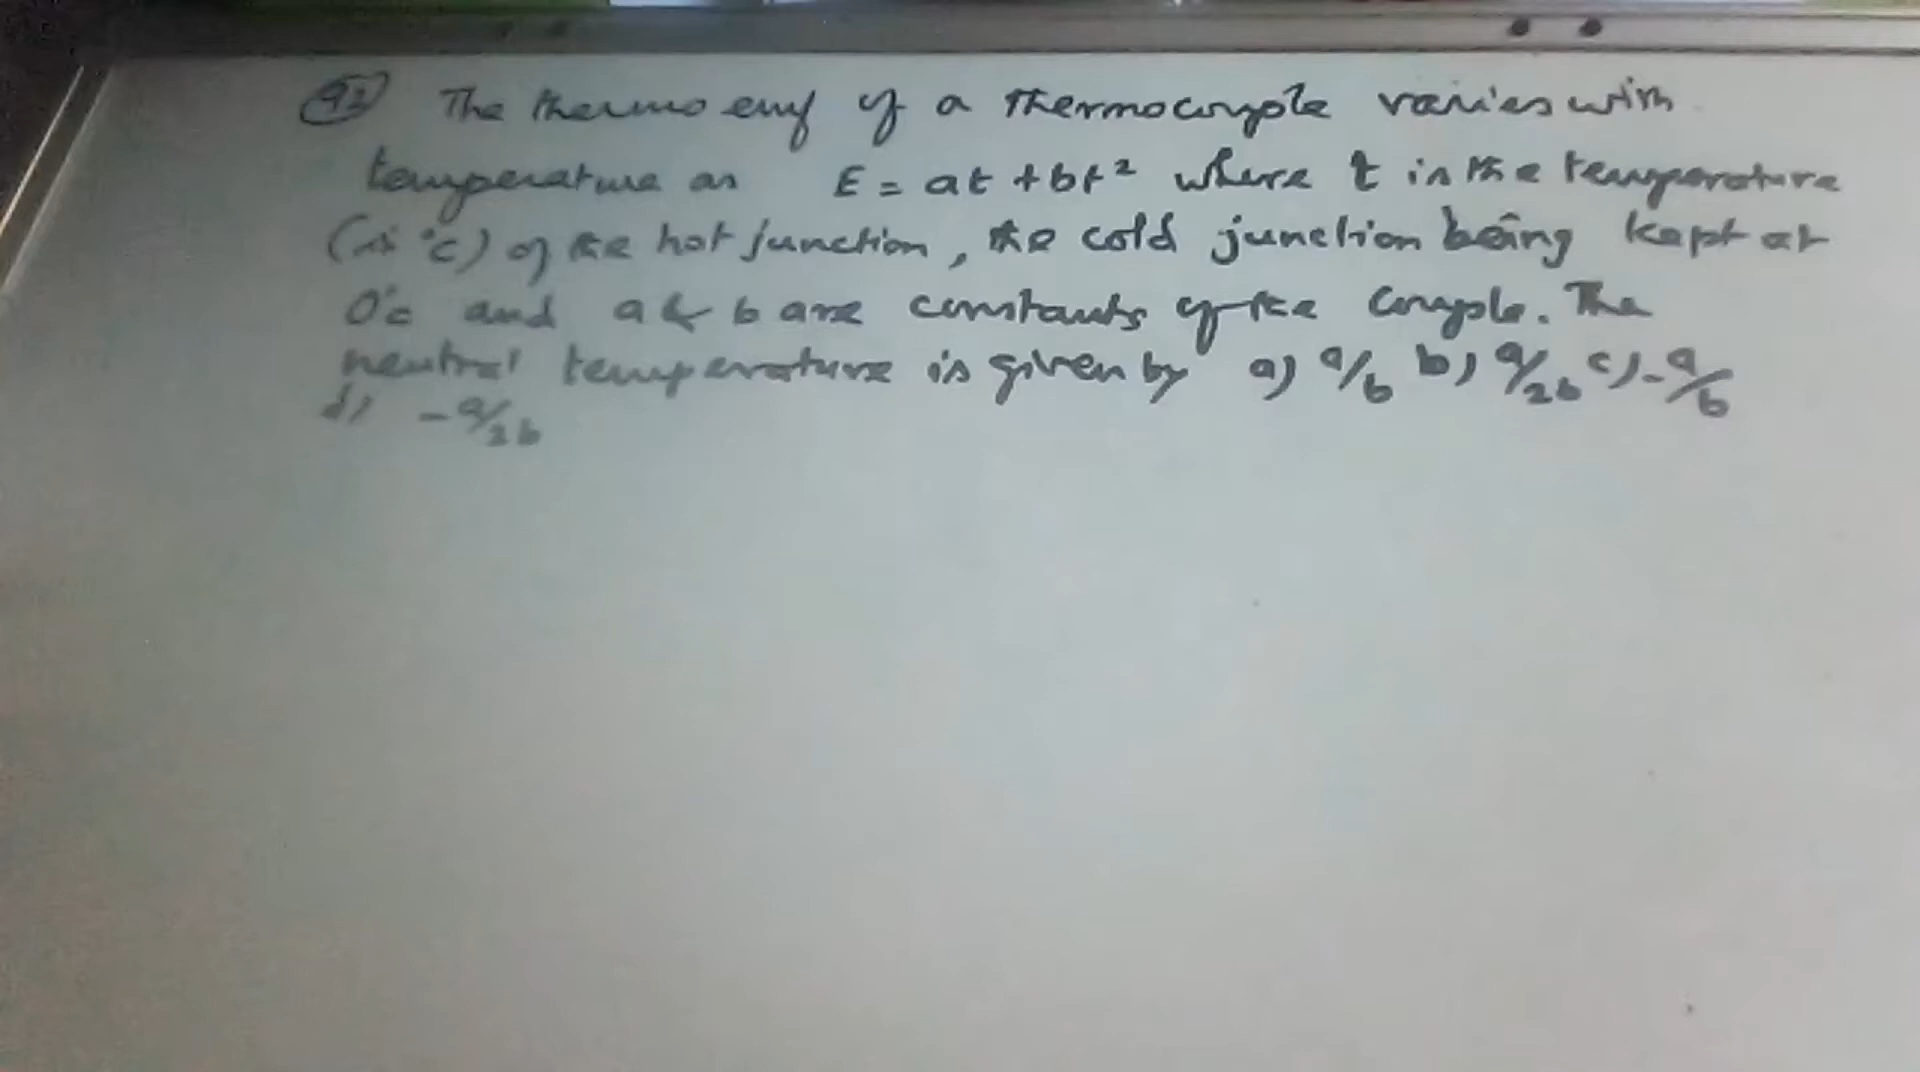 92 The thermo emf of a thermocouple varies with
temperature as E = at + bt² where t is the temperature
(in °c) of the hot junction, the cold junction being kept at
0°c and a & b are constants of the couple. The
neutral temperature is given by a) a/b b) a/2b c) -a/b
d) -a/2b